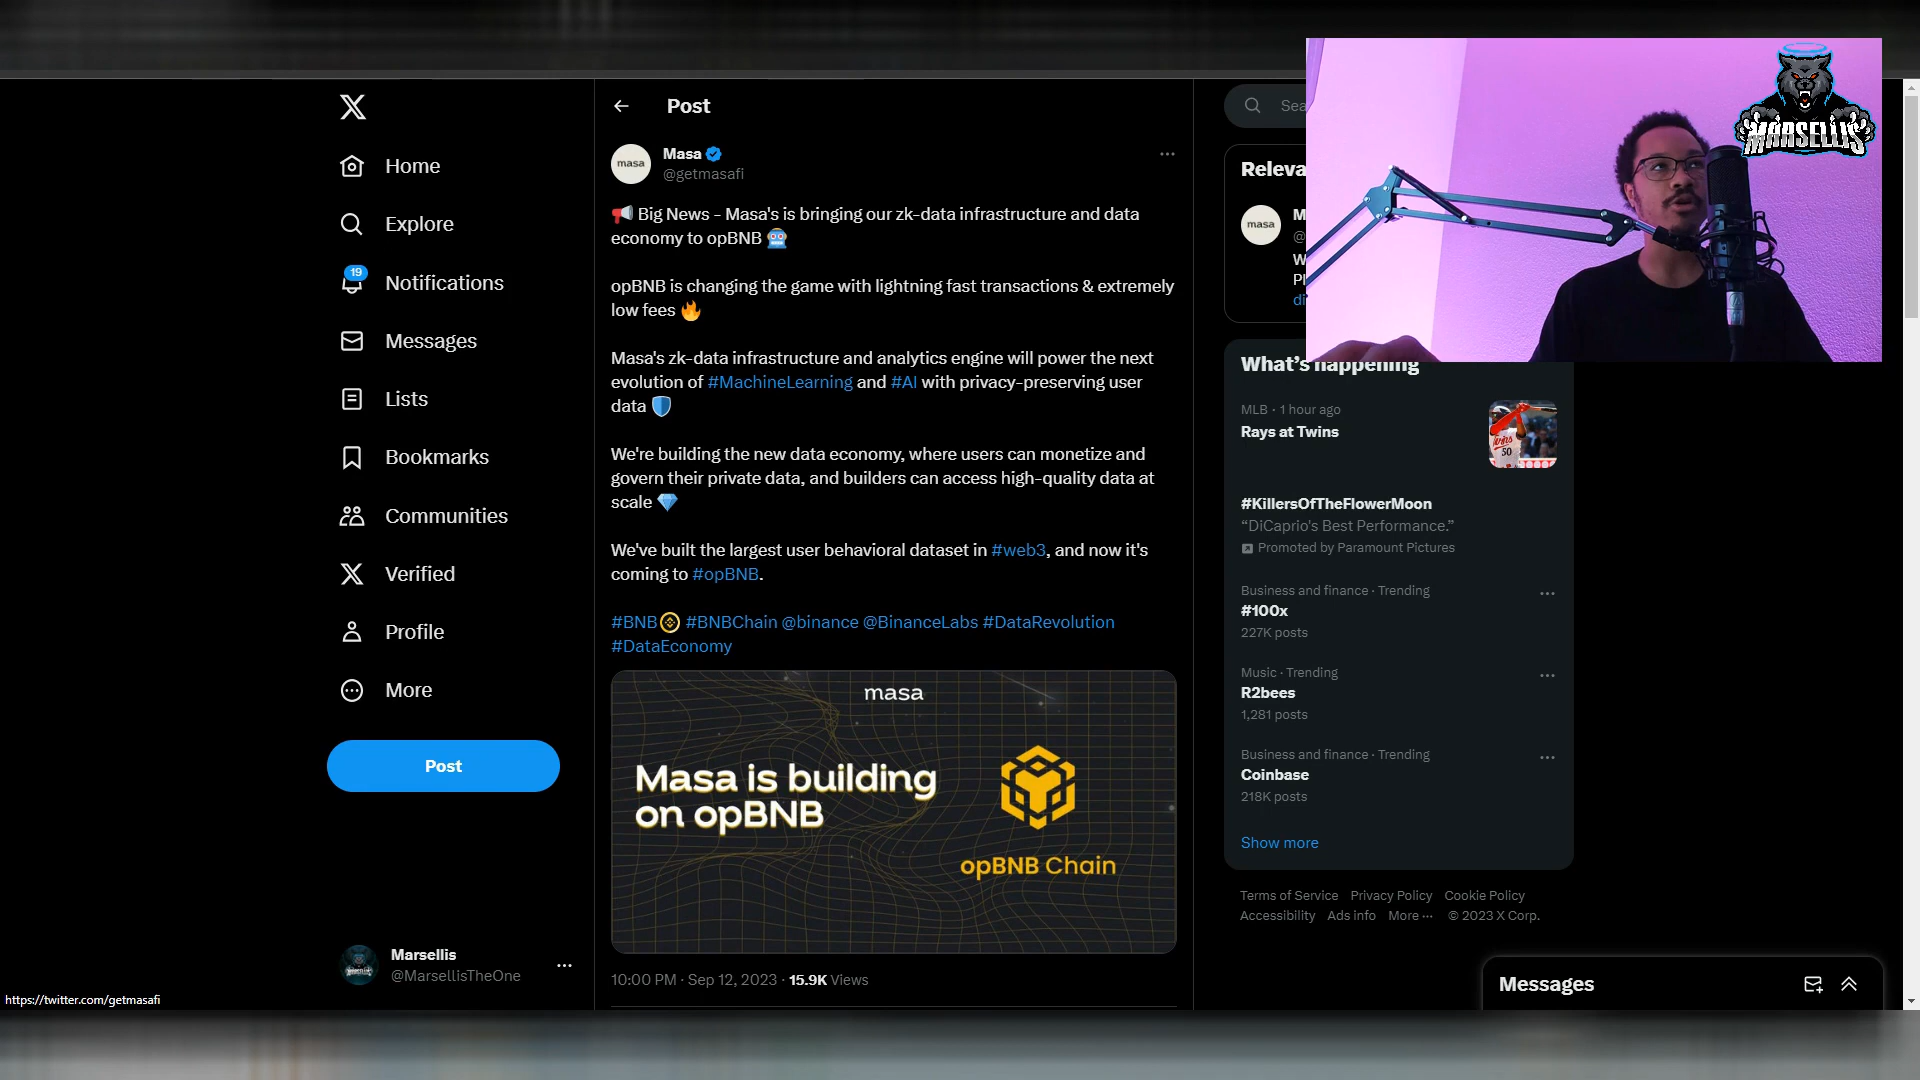 Home
Explore
19
Notifications
Messages
Lists
Bookmarks
Communities
Verified
Profile
More
Post
Marsellis
@MarsellisTheOne
https://twitter.com/getmasafi
Post
masa
Masa
@getmasafi
Big News - Masa's is bringing our zk-data infrastructure and data
economy to opBNB
opBNB is changing the game with lightning fast transactions & extremely
low fees
Masa's zk-data infrastructure and analytics engine will power the next
evolution of #MachineLearning and #AI with privacy-preserving user
data
We're building the new data economy, where users can monetize and
govern their private data, and builders can access high-quality data at
scale
We've built the largest user behavioral dataset in #web3, and now it's
coming to #opBNB.
#BNB #BNBChain @binance @BinanceLabs #DataRevolution
#DataEconomy
masa
Masa is building
on opBNB
opBNB Chain
10:00 PM · Sep 12, 2023 · 15.9K Views
Sea
Releva
masa
M
@
W
Pl
di
MARSELLIS
What's happening
MLB · 1 hour ago
Rays at Twins
#KillersOfTheFlowerMoon
“DiCaprio's Best Performance.”
Promoted by Paramount Pictures
Business and finance · Trending
#100x
227K posts
Music · Trending
R2bees
1,281 posts
Business and finance · Trending
Coinbase
218K posts
Show more
Terms of Service Privacy Policy Cookie Policy
Accessibility Ads info More ··· © 2023 X Corp.
Messages